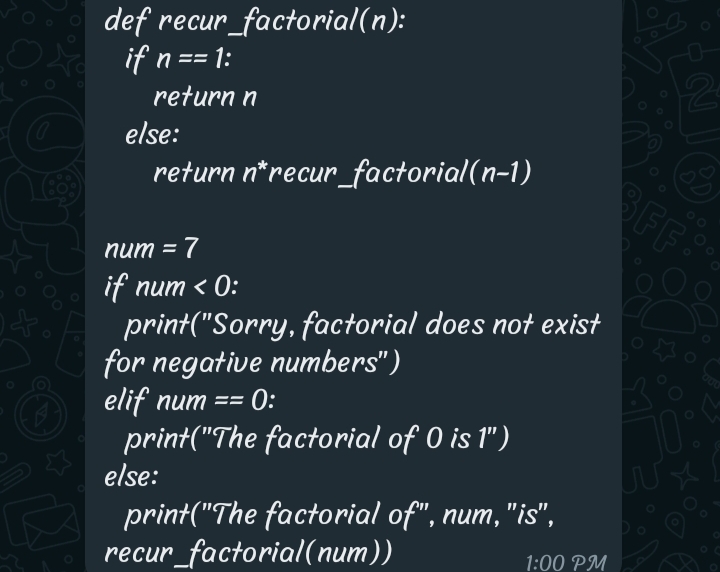 def recur_factorial(n):
if n == 1:
return n
else:
return n*recur_factorial(n-1)
num = 7
if num < 0:
print("Sorry, factorial does not exist
for negative numbers")
elif num == 0:
print("The factorial of 0 is 1")
else:
print("The factorial of", num, "is",
recur_factorial(num))
1:00 PM